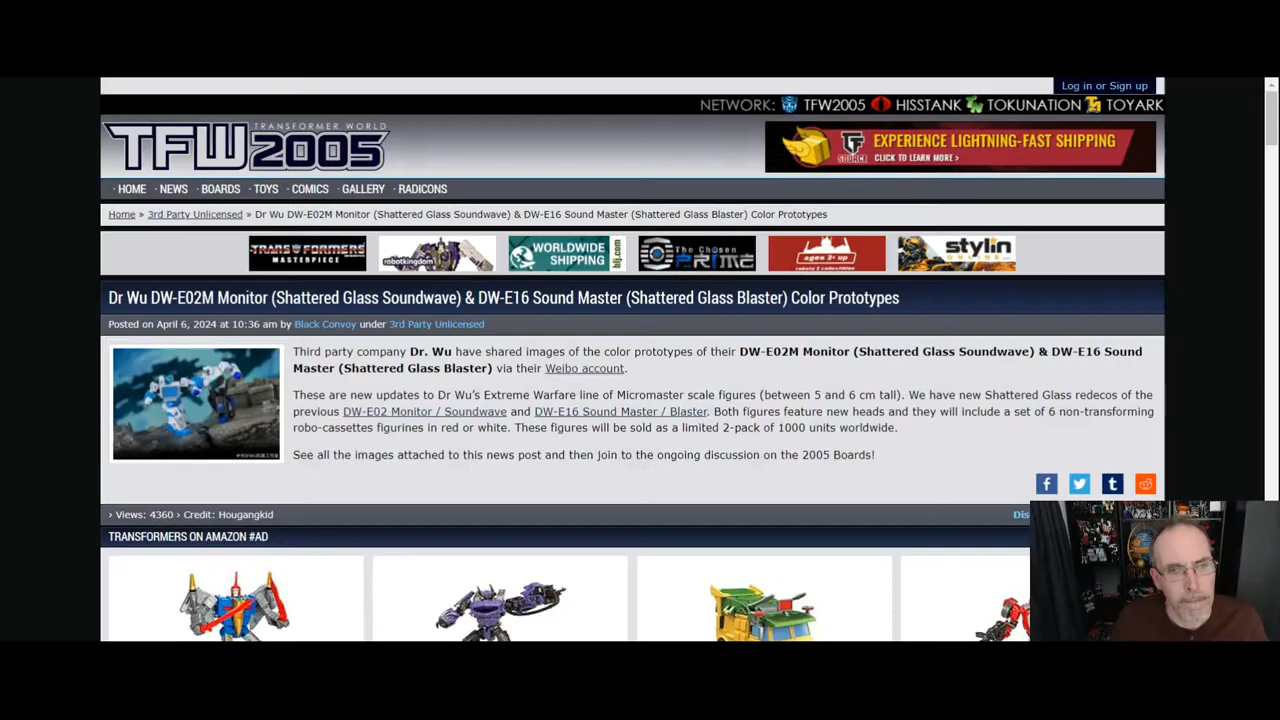 Log in or Sign up
NETWORK: TFW2005 HISSTANK TOKUNATION TOYARK
TRANSFORMER WORLD
TFW2005
TF SOURCE
EXPERIENCE LIGHTNING-FAST SHIPPING
CLICK TO LEARN MORE >
· HOME · NEWS · BOARDS · TOYS · COMICS · GALLERY · RADICONS
Home » 3rd Party Unlicensed » Dr Wu DW-E02M Monitor (Shattered Glass Soundwave) & DW-E16 Sound Master (Shattered Glass Blaster) Color Prototypes
TRANSFORMERS MASTERPIECE
robotkingdom
WORLDWIDE SHIPPING
The Chosen PRIME
ages 3+ up
robots & collectibles
stylin
Dr Wu DW-E02M Monitor (Shattered Glass Soundwave) & DW-E16 Sound Master (Shattered Glass Blaster) Color Prototypes
Posted on April 6, 2024 at 10:36 am by Black Convoy under 3rd Party Unlicensed
Third party company Dr. Wu have shared images of the color prototypes of their DW-E02M Monitor (Shattered Glass Soundwave) & DW-E16 Sound
Master (Shattered Glass Blaster) via their Weibo account.
These are new updates to Dr Wu's Extreme Warfare line of Micromaster scale figures (between 5 and 6 cm tall). We have new Shattered Glass redecos of the
previous DW-E02 Monitor / Soundwave and DW-E16 Sound Master / Blaster. Both figures feature new heads and they will include a set of 6 non-transforming
robo-cassettes figurines in red or white. These figures will be sold as a limited 2-pack of 1000 units worldwide.
See all the images attached to this news post and then join to the ongoing discussion on the 2005 Boards!
› Views: 4360 › Credit: Hougangkid
Dis
TRANSFORMERS ON AMAZON #AD